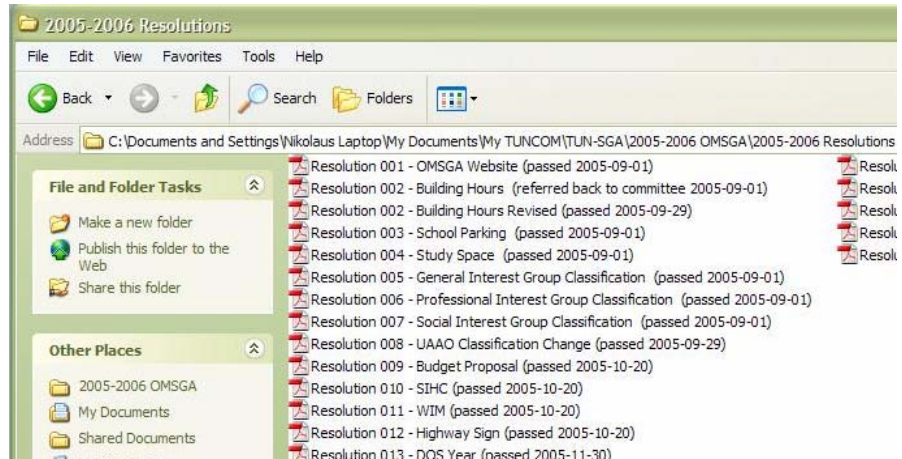 2005-2006 Resolutions
File Edit View Favorites Tools Help
Back Search Folders
Address C:\Documents and Settings\Nikolaus Laptop\My Documents\My TUNCOM\TUN-SGA\2005-2006 OMSGA\2005-2006 Resolutions
File and Folder Tasks
Make a new folder
Publish this folder to the
Web
Share this folder
Other Places
2005-2006 OMSGA
My Documents
Shared Documents
Resolution 001 - OMSGA Website (passed 2005-09-01)
Resolution 002 - Building Hours (referred back to committee 2005-09-01)
Resolution 002 - Building Hours Revised (passed 2005-09-29)
Resolution 003 - School Parking (passed 2005-09-01)
Resolution 004 - Study Space (passed 2005-09-01)
Resolution 005 - General Interest Group Classification (passed 2005-09-01)
Resolution 006 - Professional Interest Group Classification (passed 2005-09-01)
Resolution 007 - Social Interest Group Classification (passed 2005-09-01)
Resolution 008 - UAAO Classification Change (passed 2005-09-29)
Resolution 009 - Budget Proposal (passed 2005-10-20)
Resolution 010 - SIHC (passed 2005-10-20)
Resolution 011 - WIM (passed 2005-10-20)
Resolution 012 - Highway Sign (passed 2005-10-20)
Resolution 013 - DOS Year (passed 2005-11-30)